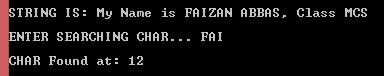 STRING IS: My Name is FAIZAN ABBAS, Class MCS
ENTER SEARCHING CHAR... FAI
CHAR Found at: 12